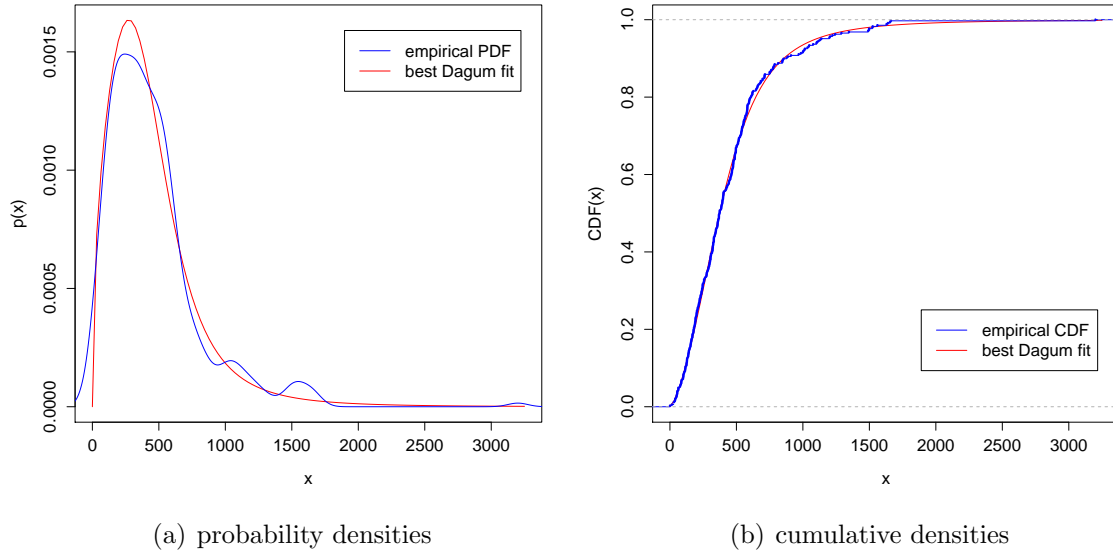 0.0015
0.0010
0.0005
0.0000
p(x)
0 500 1000 1500 2000 2500 3000
x
empirical PDF
best Dagum fit
(a) probability densities
1.0
0.8
0.6
0.4
0.2
0.0
CDF(x)
0 500 1000 1500 2000 2500 3000
x
empirical CDF
best Dagum fit
(b) cumulative densities